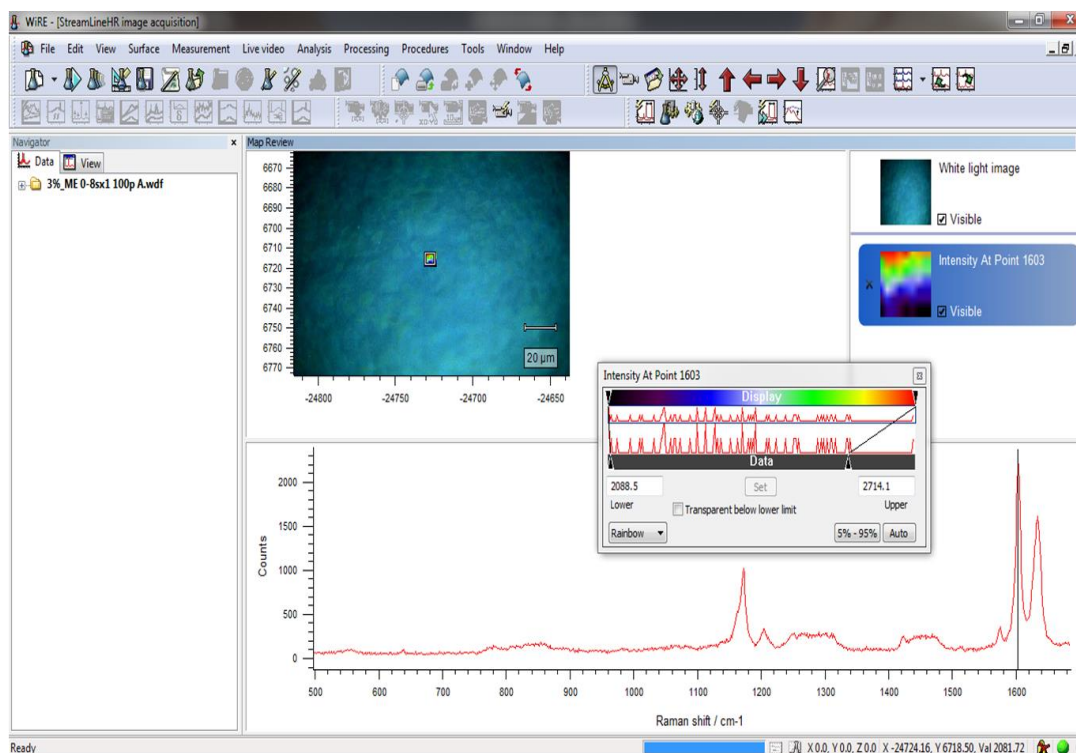 WiRE - [StreamLineHR image acquisition]
File Edit View Surface Measurement Live video Analysis Processing Procedures Tools Window Help
Navigator
Data View
3%_ME 0-8sx1 100p A.wdf
Map Review
6670
6680
6690
6700
6710
6720
6730
6740
6750
6760
6770
20 µm
-24800 -24750 -24700 -24650
White light image
Visible
Intensity At Point 1603
Visible
Intensity At Point 1603
Display
Data
2088.5 Set 2714.1
Lower Transparent below lower limit Upper
Rainbow 5% - 95% Auto
2000
1500
1000
500
0
Counts
500 600 700 800 900 1000 1100 1200 1300 1400 1500 1600
Raman shift / cm-1
Ready X 0.0, Y 0.0, Z 0.0 X -24724.16, Y 6718.50, Val 2081.72